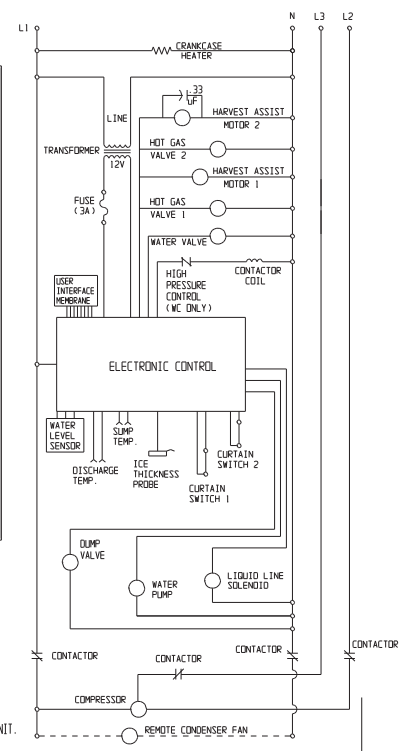 L1
N
L3
L2
CRANKCASE
HEATER
.33
uF
LINE
HARVEST ASSIST
MOTOR 2
TRANSFORMER
HOT GAS
VALVE 2
12V
HARVEST ASSIST
MOTOR 1
FUSE
(3A)
HOT GAS
VALVE 1
WATER VALVE
HIGH
PRESSURE
CONTROL
(WC ONLY)
CONTACTOR
COIL
USER
INTERFACE
MEMBRANE
ELECTRONIC CONTROL
WATER
LEVEL
SENSOR
SUMP
TEMP.
DISCHARGE
TEMP.
ICE
THICKNESS
PROBE
CURTAIN
SWITCH 2
CURTAIN
SWITCH 1
DUMP
VALVE
WATER
PUMP
LIQUID LINE
SOLENOID
CONTACTOR
CONTACTOR
CONTACTOR
CONTACTOR
COMPRESSOR
NIT.
REMOTE CONDENSER FAN